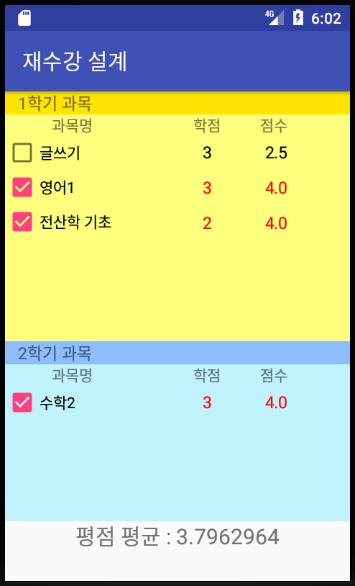 4G 6:02
재수강 설계
1학기 과목
과목명 학점 점수
글쓰기 3 2.5
영어1 3 4.0
전산학 기초 2 4.0
2학기 과목
과목명 학점 점수
수학2 3 4.0
평점 평균 : 3.7962964